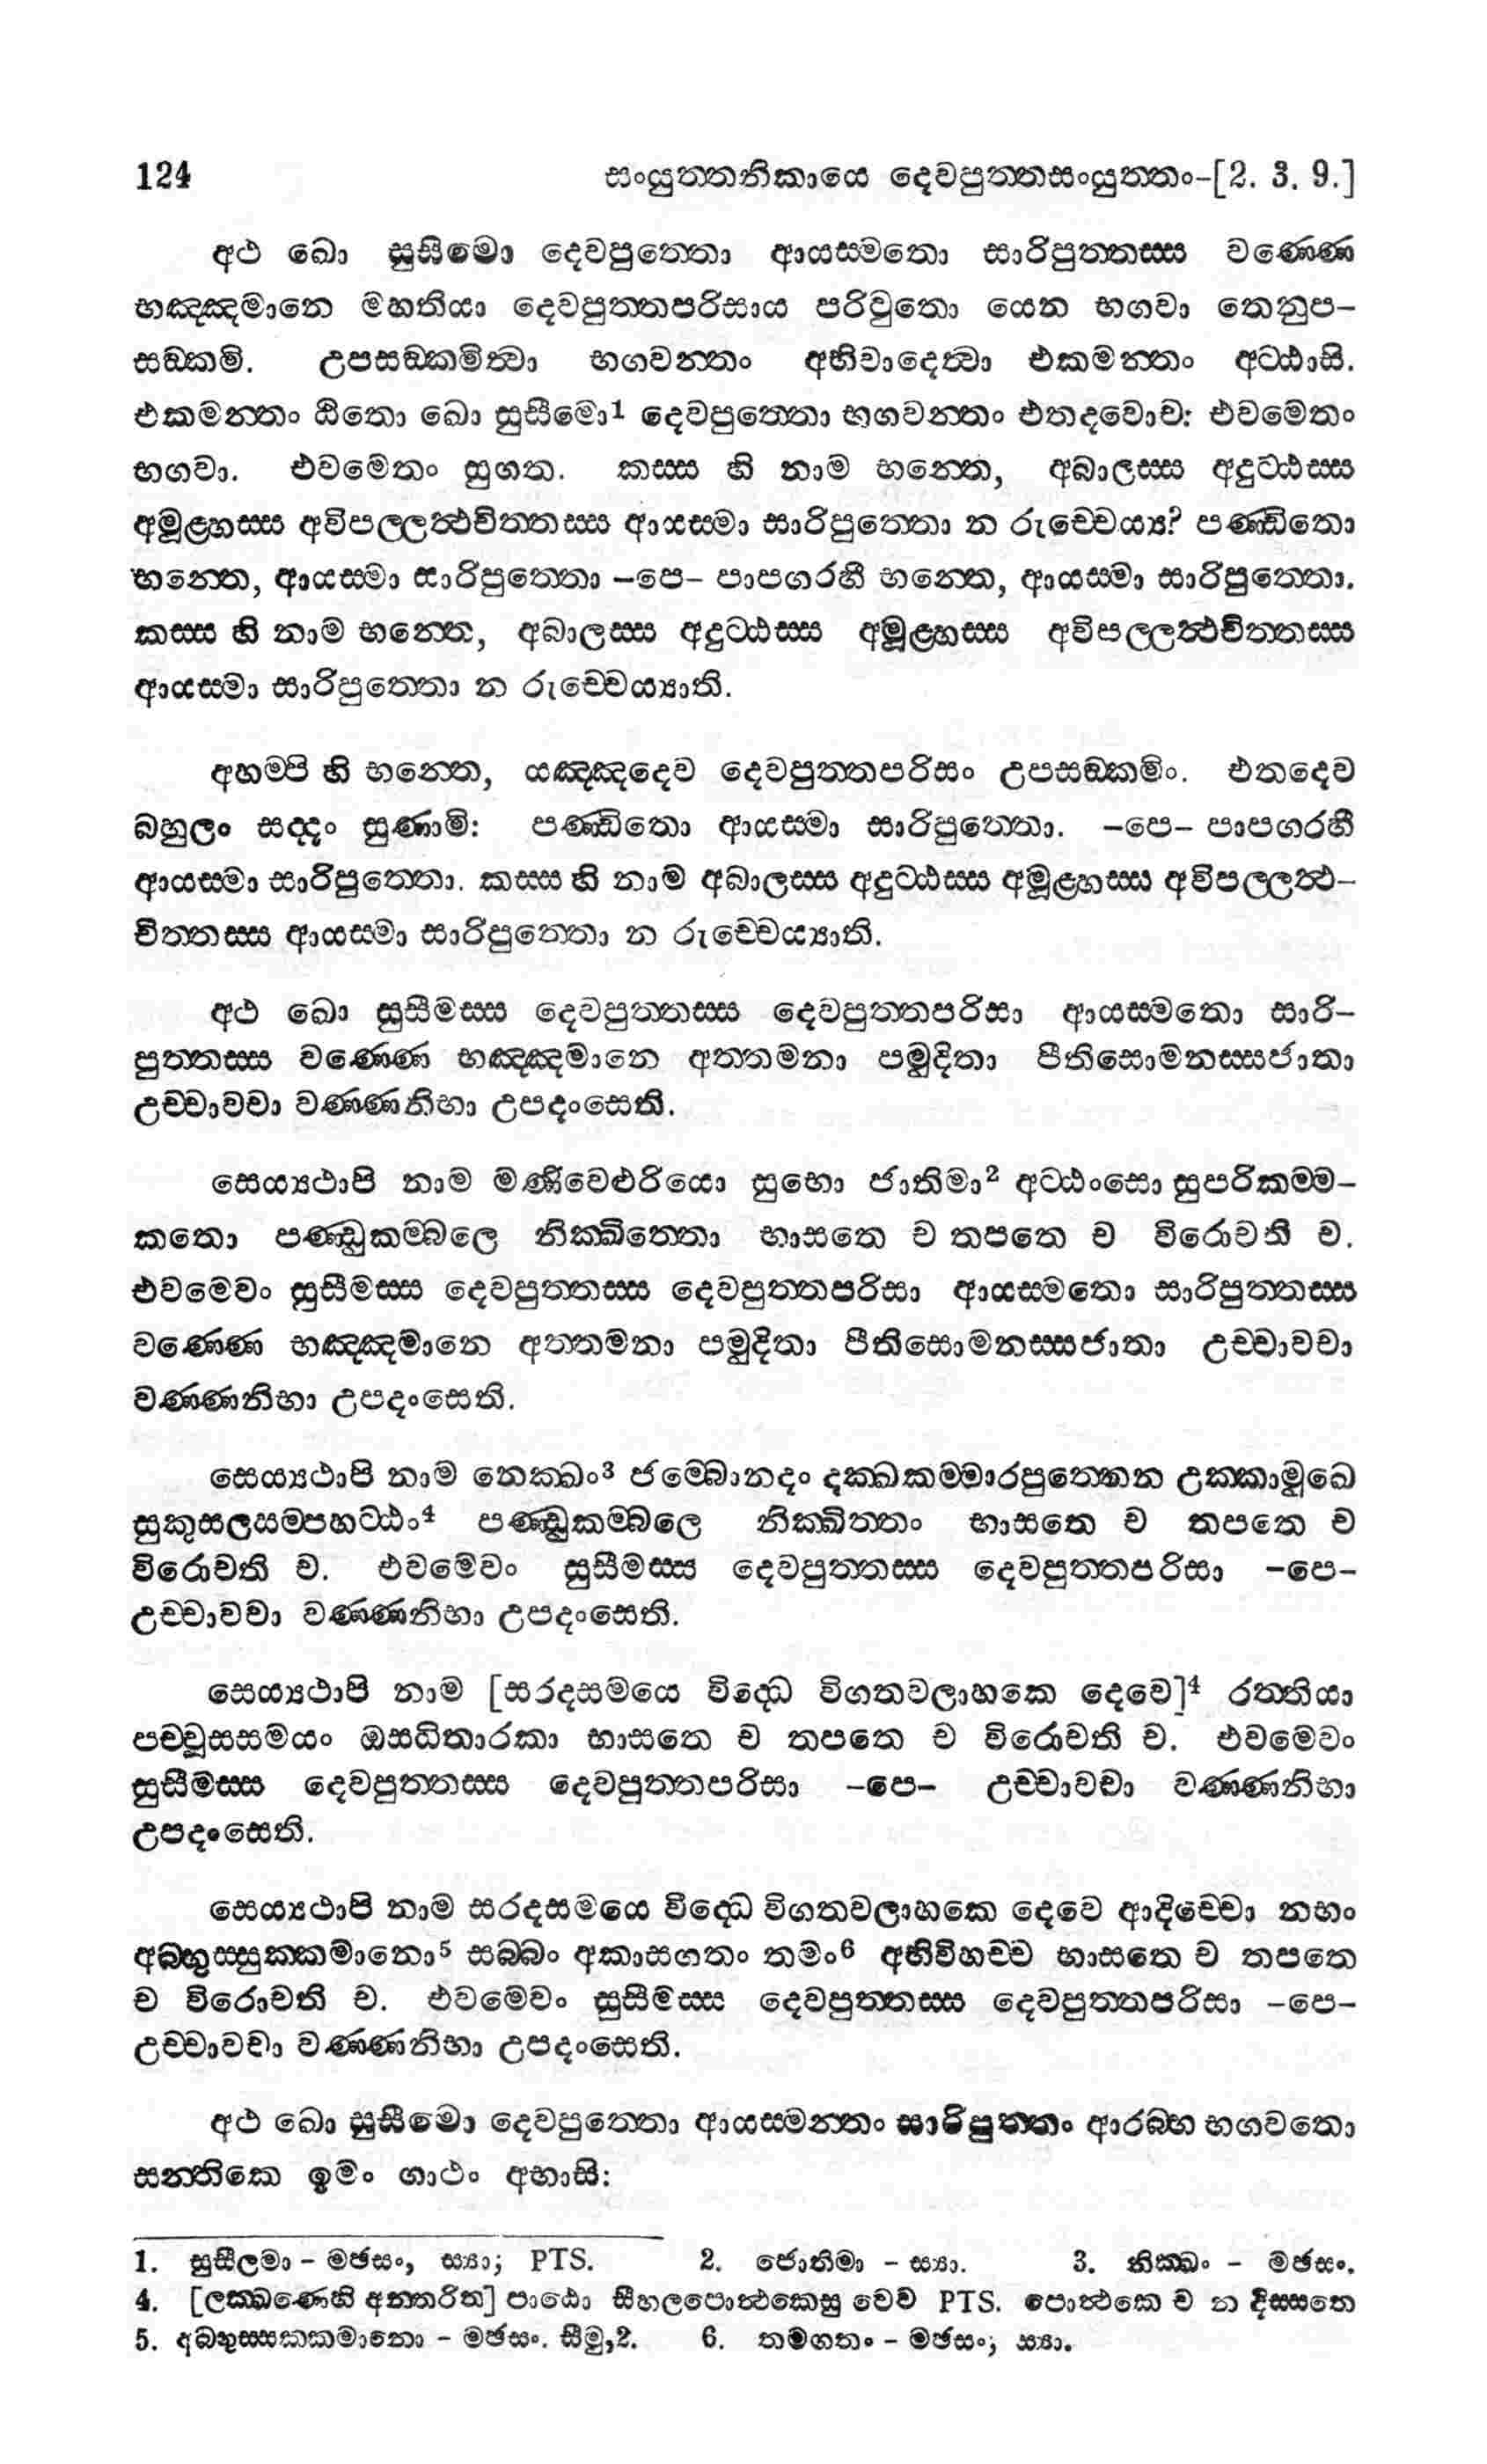 124 සංයුත්තනිකායෙ දෙවපුත්තසංයුත්තං-[2. 3. 9.]
අථ ඛො සුසීමො දෙවපුත්තො ආයස්මතො සාරිපුත්තස්ස වණ්ණෙ
භඤ්ඤමානෙ මහතියා දෙවපුත්තපරිසාය පරිවුතො යෙන භගවා තෙනුප-
සඞ්කමි. උපසඞ්කමිත්වා භගවන්තං අභිවාදෙත්වා එකමන්තං අට්ඨාසි.
එකමන්තං ඨිතො ඛො සුසීමො1 දෙවපුත්තො භගවන්තං එතදවොච: එවමෙතං
භගවා. එවමෙතං සුගත. කස්ස හි නාම භන්තෙ, අබාලස්ස අදුට්ඨස්ස
අමූළ්හස්ස අවිපල්ලත්ථචිත්තස්ස ආයස්මා සාරිපුත්තො න රුච්චෙය්‍ය? පණ්ඩිතො
භන්තෙ, ආයස්මා සාරිපුත්තො -පෙ- පාපගරහී භන්තෙ, ආයස්මා සාරිපුත්තො.
කස්ස හි නාම භන්තෙ, අබාලස්ස අදුට්ඨස්ස අමූළ්හස්ස අවිපල්ලත්ථචිත්තස්ස
ආයස්මා සාරිපුත්තො න රුච්චෙය්‍යාති.
අහම්පි හි භන්තෙ, යඤ්ඤදෙව දෙවපුත්තපරිසං උපසඞ්කමිං. එතදෙව
බහුලං සද්දං සුණාමි: පණ්ඩිතො ආයස්මා සාරිපුත්තො. -පෙ- පාපගරහී
ආයස්මා සාරිපුත්තො. කස්ස හි නාම අබාලස්ස අදුට්ඨස්ස අමූළ්හස්ස අවිපල්ලත්ථ-
චිත්තස්ස ආයස්මා සාරිපුත්තො න රුච්චෙය්‍යාති.
අථ ඛො සුසීමස්ස දෙවපුත්තස්ස දෙවපුත්තපරිසා ආයස්මතො සාරි-
පුත්තස්ස වණ්ණෙ භඤ්ඤමානෙ අත්තමනා පමුදිතා පීතිසොමනස්සජාතා
උච්චාවචා වණ්ණනිභා උපදංසෙති.
සෙය්‍යථාපි නාම මණිවෙළුරියො සුභො ජාතිමා2 අට්ඨංසො සුපරිකම්ම-
කතො පණ්ඩුකම්බලෙ නික්ඛිත්තො භාසතෙ ච තපතෙ ච විරොචති ච.
එවමෙවං සුසීමස්ස දෙවපුත්තස්ස දෙවපුත්තපරිසා ආයස්මතො සාරිපුත්තස්ස
වණ්ණෙ භඤ්ඤමානෙ අත්තමනා පමුදිතා පීතිසොමනස්සජාතා උච්චාවචා
වණ්ණනිභා උපදංසෙති.
සෙය්‍යථාපි නාම නෙක්ඛං3 ජම්බොනදං දක්ඛකම්මාරපුත්තෙන උක්කාමුඛෙ
සුකුසලසම්පහට්ඨං4 පණ්ඩුකම්බලෙ නික්ඛිත්තං භාසතෙ ච තපතෙ ච
විරොචති ච. එවමෙවං සුසීමස්ස දෙවපුත්තස්ස දෙවපුත්තපරිසා -පෙ-
උච්චාවචා වණ්ණනිභා උපදංසෙති.
සෙය්‍යථාපි නාම [සරදසමයෙ විද්ධෙ විගතවලාහකෙ දෙවෙ]4 රත්තියා
පච්චූසසමයං ඔසධිතාරකා භාසතෙ ච තපතෙ ච විරොචති ච. එවමෙවං
සුසීමස්ස දෙවපුත්තස්ස දෙවපුත්තපරිසා -පෙ- උච්චාවචා වණ්ණනිභා
උපදංසෙති.
සෙය්‍යථාපි නාම සරදසමයෙ විද්ධෙ විගතවලාහකෙ දෙවෙ ආදිච්චො නභං
අබ්භුස්සුක්කමානො5 සබ්බං අකාසගතං තමං6 අභිවිහච්ච භාසතෙ ච තපතෙ
ච විරොචති ච. එවමෙවං සුසීමස්ස දෙවපුත්තස්ස දෙවපුත්තපරිසා -පෙ-
උච්චාවචා වණ්ණනිභා උපදංසෙති.
අථ ඛො සුසීමො දෙවපුත්තො ආයස්මන්තං සාරිපුත්තං ආරබ්භ භගවතො
සන්තිකෙ ඉමං ගාථං අභාසි:
1. සුසීලමා - මඡසං, ස්‍යා; PTS. 2. ජොතිමා - ස්‍යා. 3. නික්ඛං - මඡසං.
4. [ලක්ඛණෙහි අන්තරිත] පාඨො සීහලපොත්ථකෙසු චෙව PTS. පොත්ථකෙ ච න දිස්සතෙ
5. අබ්භුස්සක්කමානො - මඡසං. සීමු,2. 6. තමගතං - මඡසං; ස්‍යා.